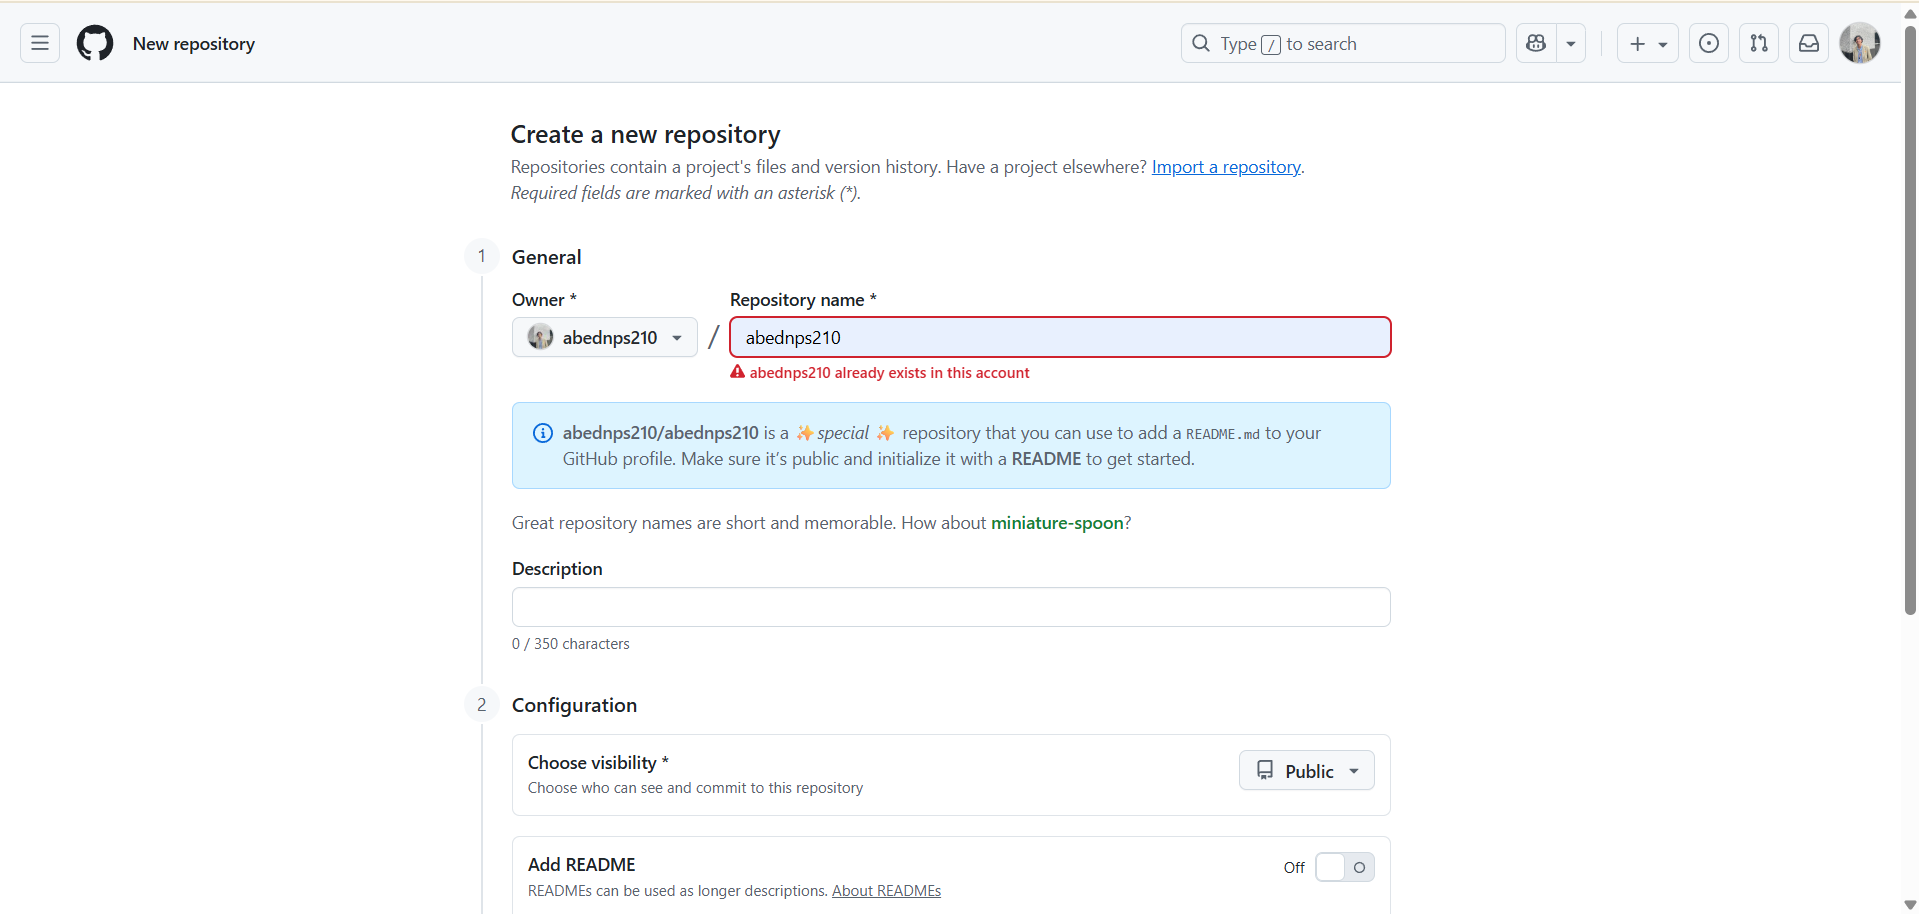 New repository
Type / to search
Create a new repository
Repositories contain a project's files and version history. Have a project elsewhere? Import a repository.
Required fields are marked with an asterisk (*).
1 General
Owner * Repository name *
abednps210 / abednps210
abednps210 already exists in this account
abednps210/abednps210 is a ✨ special ✨ repository that you can use to add a README.md to your
GitHub profile. Make sure it’s public and initialize it with a README to get started.
Great repository names are short and memorable. How about miniature-spoon?
Description
0 / 350 characters
2 Configuration
Choose visibility *
Public
Choose who can see and commit to this repository
Add README
Off
READMEs can be used as longer descriptions. About READMEs